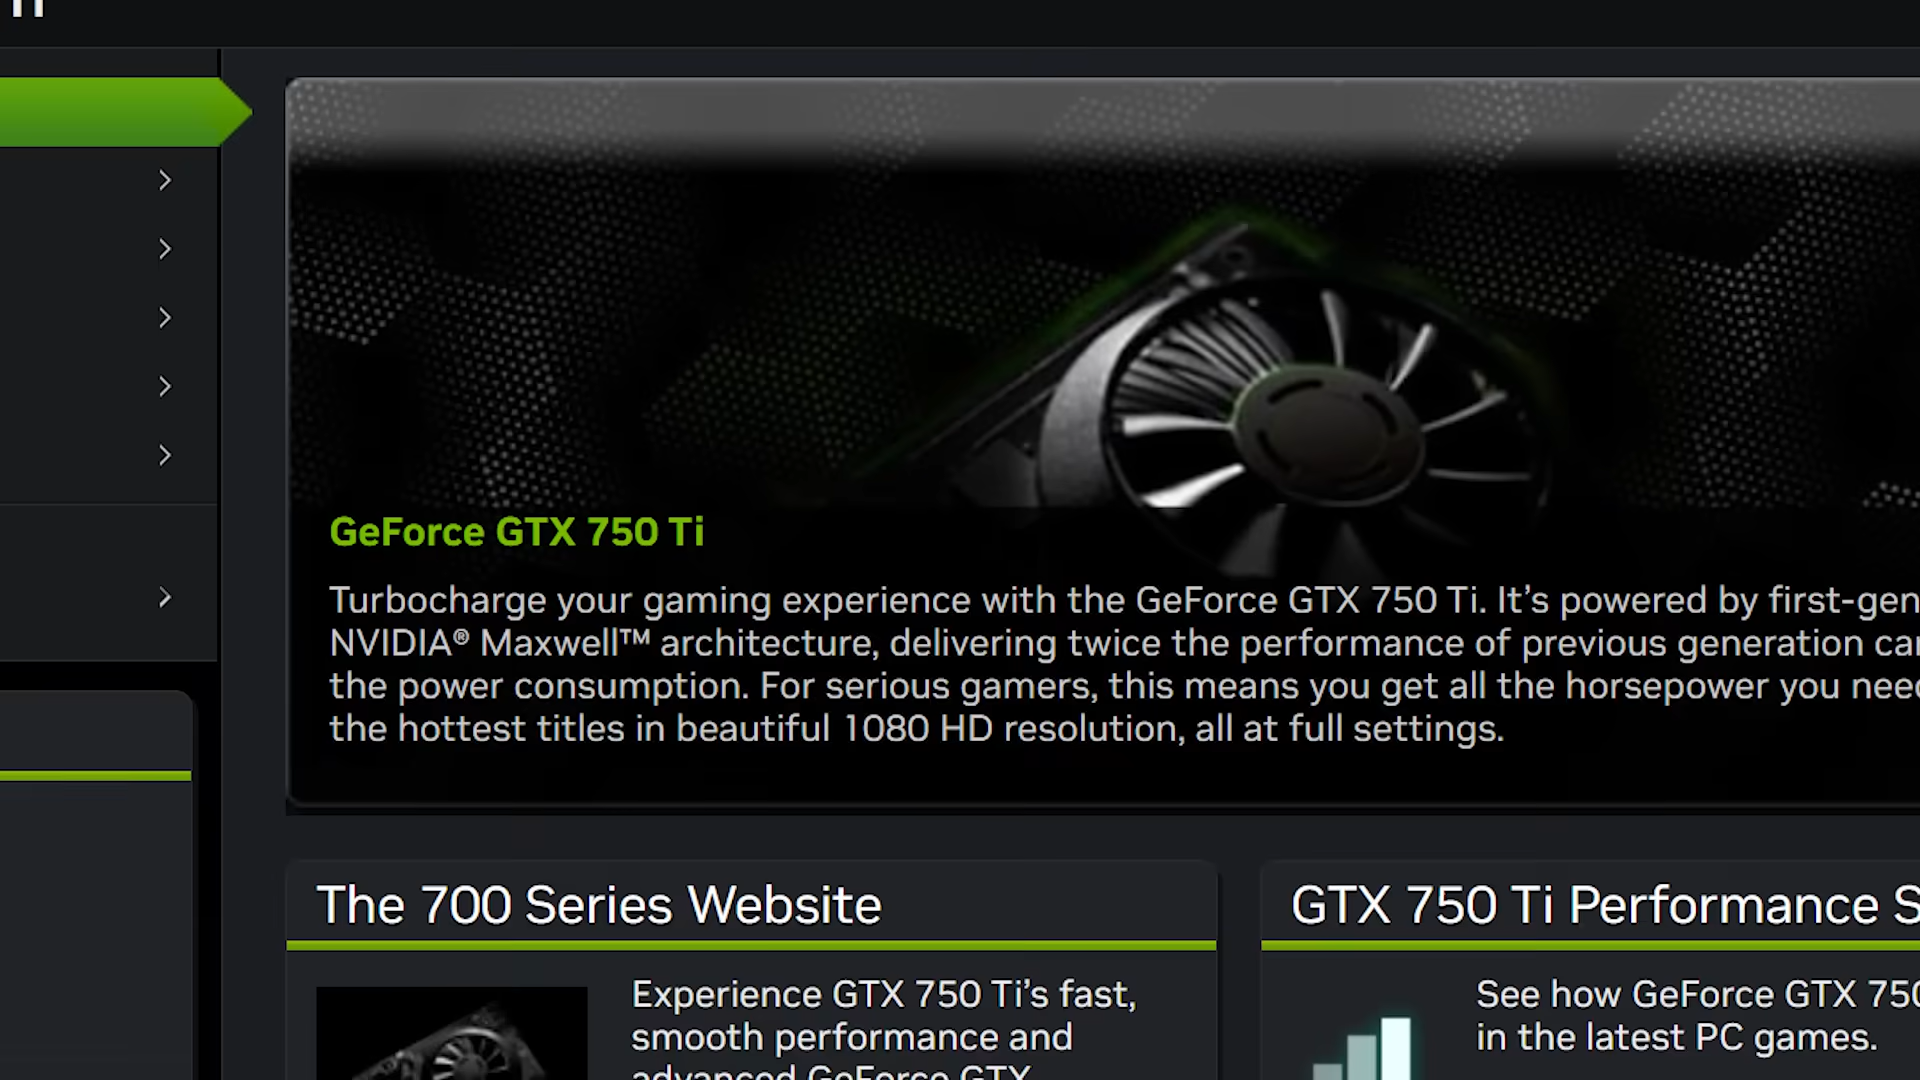 GeForce GTX 750 Ti
Turbocharge your gaming experience with the GeForce GTX 750 Ti. It’s powered by first-gen
NVIDIA® Maxwell™ architecture, delivering twice the performance of previous generation
the power consumption. For serious gamers, this means you get all the horsepower you
the hottest titles in beautiful 1080 HD resolution, all at full settings.
The 700 Series Website
GTX 750 Ti Performance
Experience GTX 750 Ti’s fast,
smooth performance and
advanced GeForce GTX
See how GeForce GTX
in the latest PC games.